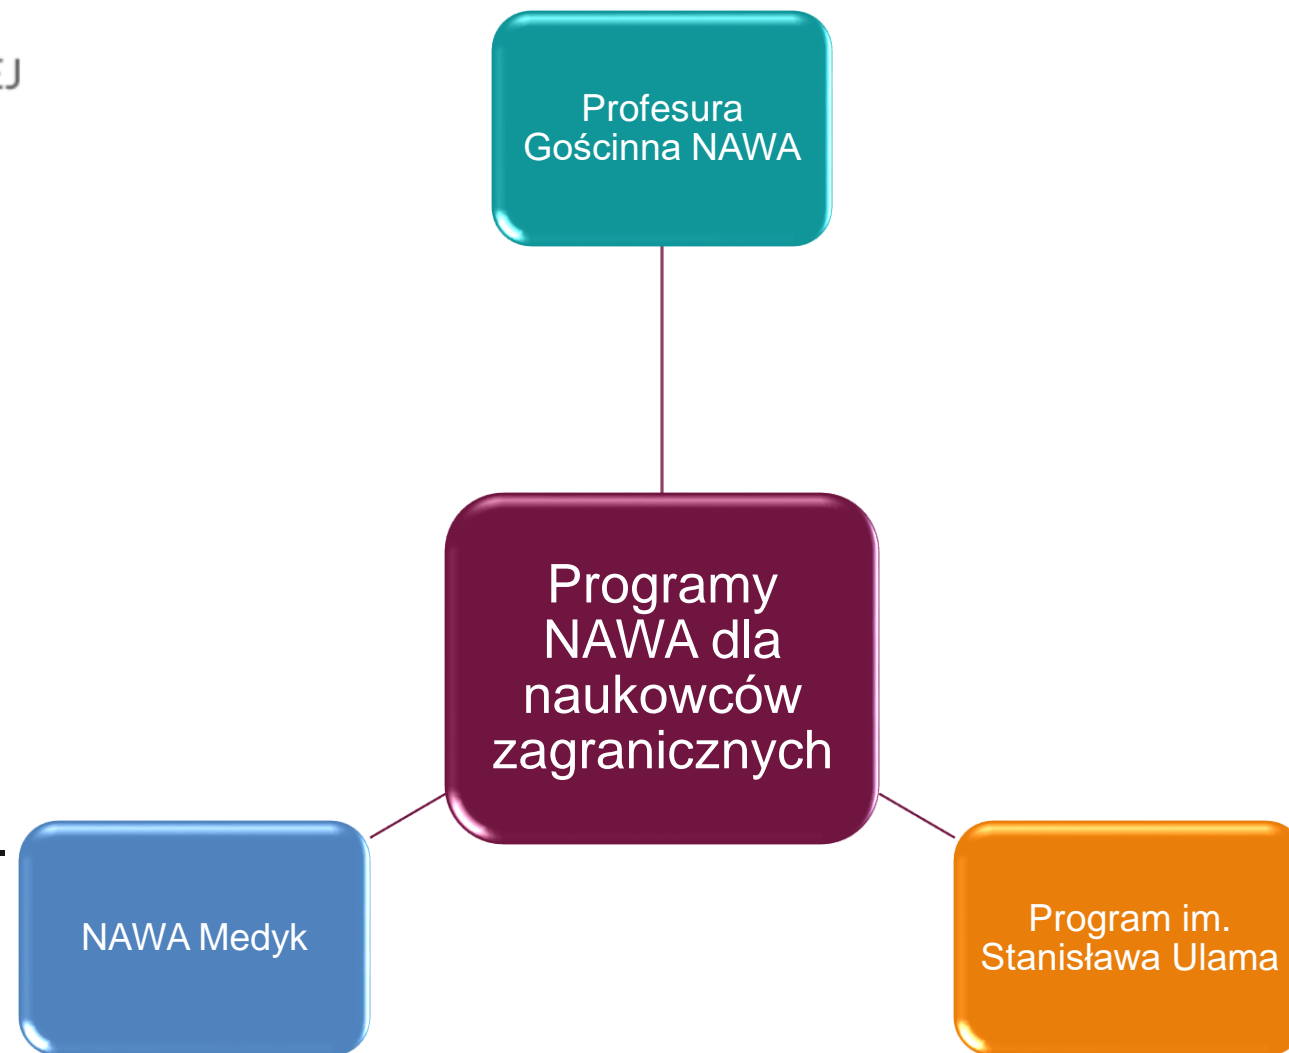 Profesura
Gościnna NAWA
Programy
NAWA dla
naukowców
zagranicznych
NAWA Medyk
Program im.
Stanisława Ulama